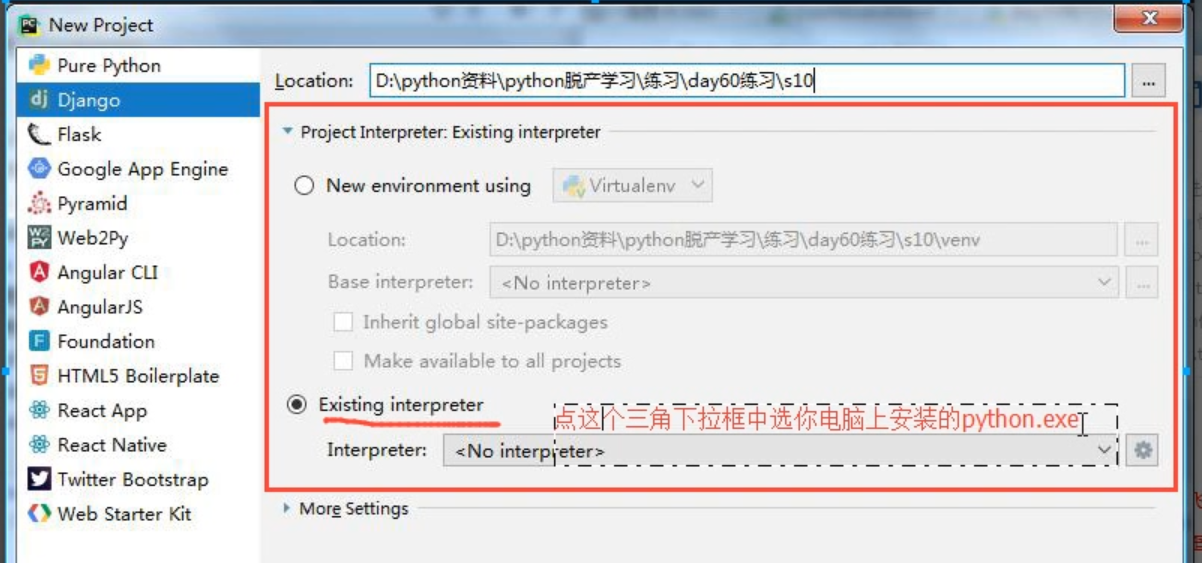 New Project
Pure Python
Django
Flask
Google App Engine
Pyramid
Web2Py
Angular CLI
AngularJS
Foundation
HTML5 Boilerplate
React App
React Native
Twitter Bootstrap
Web Starter Kit
Location: D:\python资料\python脱产学习\练习\day60练习\s10
...
Project Interpreter: Existing interpreter
New environment using Virtualenv
Location: D:\python资料\python脱产学习\练习\day60练习\s10\venv
...
Base interpreter: <No interpreter>
...
Inherit global site-packages
Make available to all projects
Existing interpreter
点这个三角下拉框中选你电脑上安装的python.exe
Interpreter: <No interpreter>
More Settings